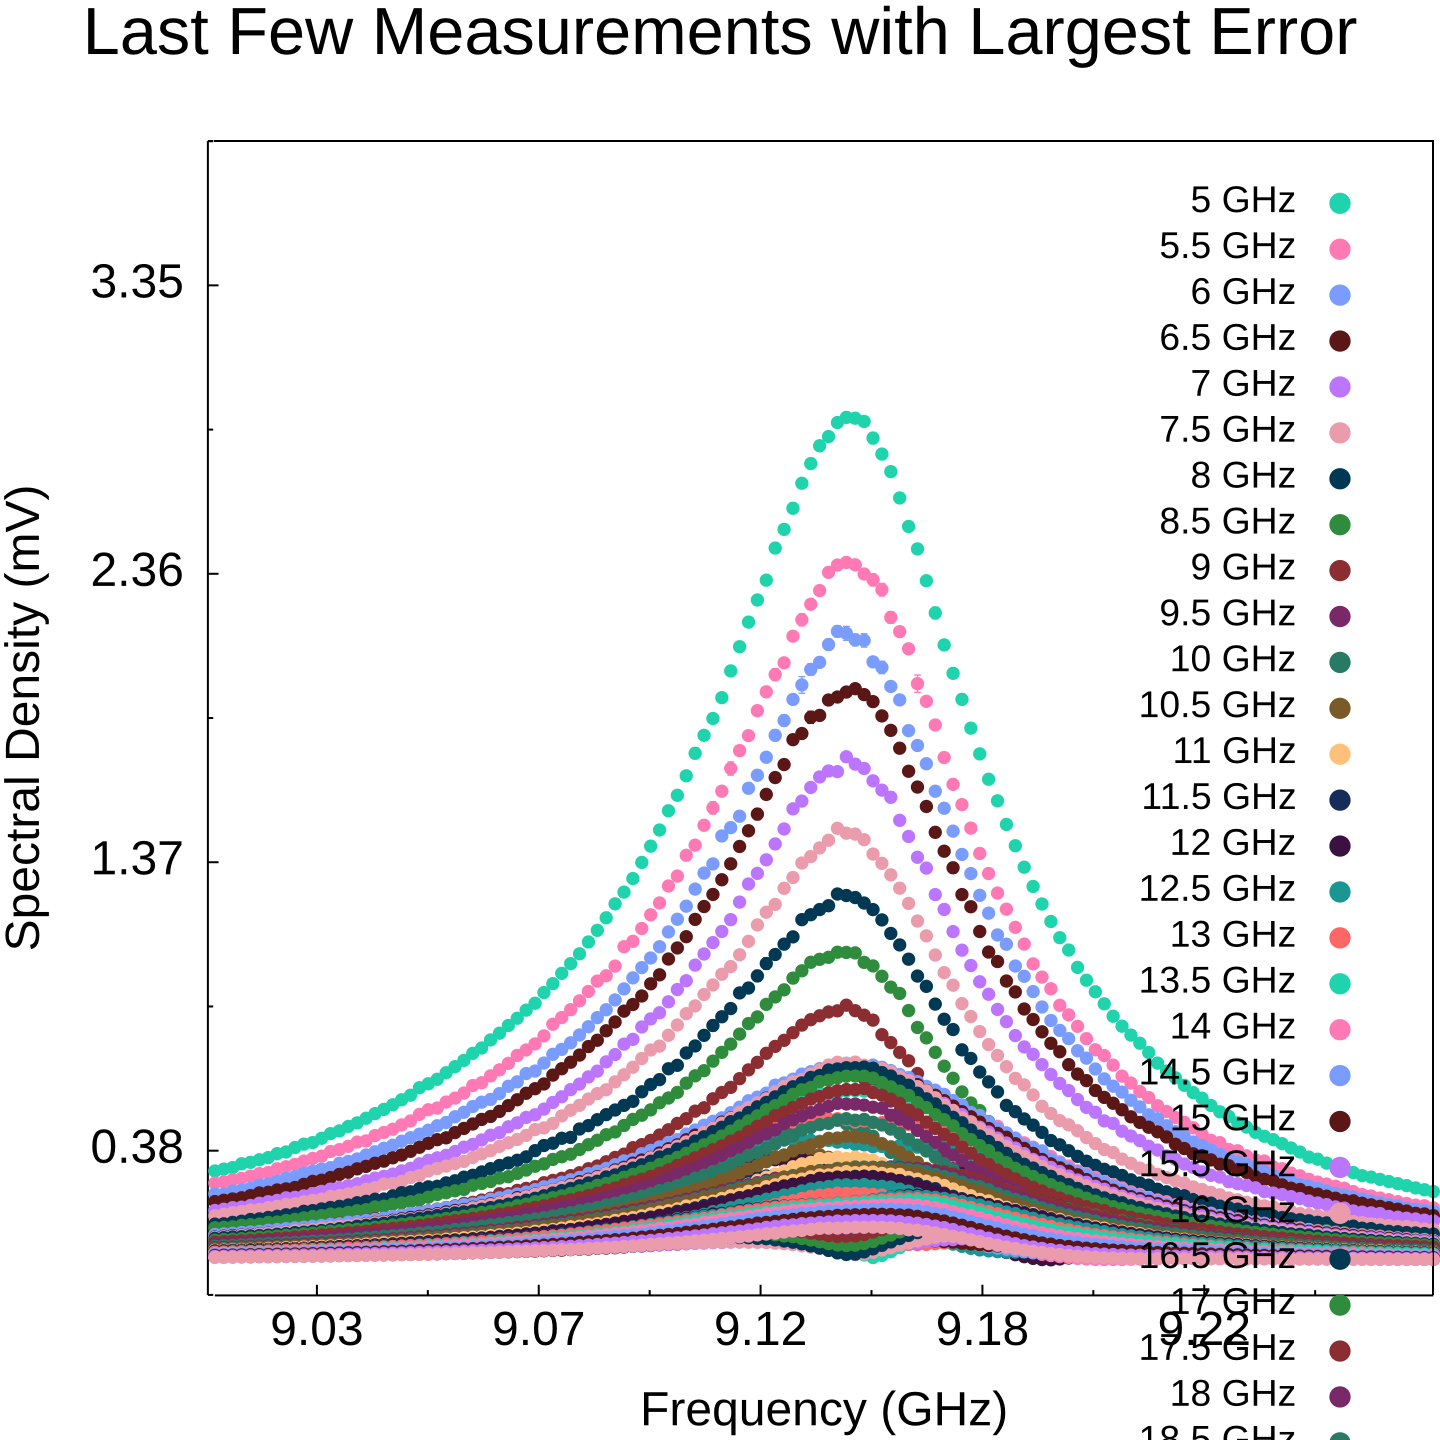 Last Few Measurements with Largest Error
Spectral Density (mV)
3.35
2.36
1.37
0.38
5 GHz
5.5 GHz
6 GHz
6.5 GHz
7 GHz
7.5 GHz
8 GHz
8.5 GHz
9 GHz
9.5 GHz
10 GHz
10.5 GHz
11 GHz
11.5 GHz
12 GHz
12.5 GHz
13 GHz
13.5 GHz
14 GHz
14.5 GHz
15 GHz
15.5 GHz
16 GHz
16.5 GHz
17 GHz
17.5 GHz
18 GHz
18.5 GHz
9.03 9.07 9.12 9.18 9.22
Frequency (GHz)